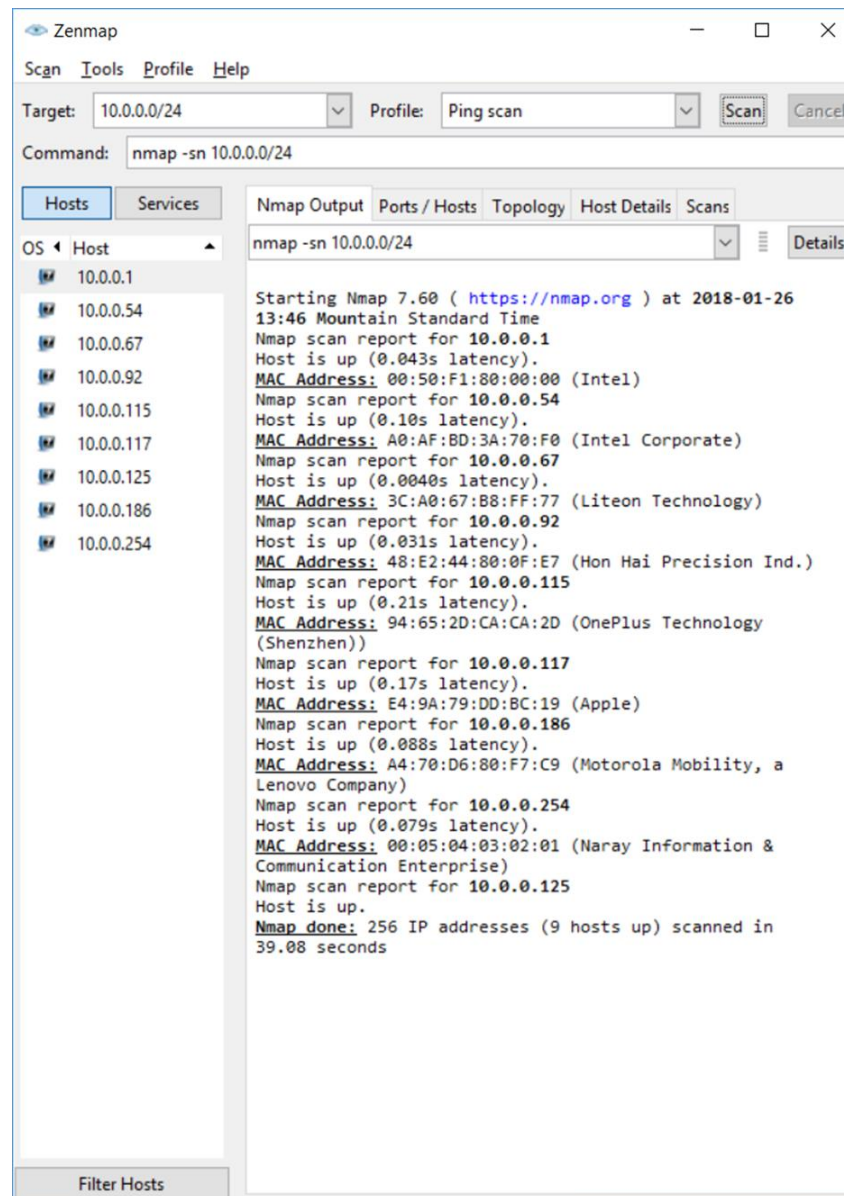 Zenmap
Scan Tools Profile Help
Target: 10.0.0.0/24 Profile: Ping scan Scan Cancel
Command: nmap -sn 10.0.0.0/24
Hosts Services
Nmap Output Ports / Hosts Topology Host Details Scans
OS Host
nmap -sn 10.0.0.0/24 Details
10.0.0.1
10.0.0.54
10.0.0.67
10.0.0.92
10.0.0.115
10.0.0.117
10.0.0.125
10.0.0.186
10.0.0.254
Starting Nmap 7.60 ( https://nmap.org ) at 2018-01-26
13:46 Mountain Standard Time
Nmap scan report for 10.0.0.1
Host is up (0.043s latency).
MAC Address: 00:50:F1:80:00:00 (Intel)
Nmap scan report for 10.0.0.54
Host is up (0.10s latency).
MAC Address: A0:AF:BD:3A:70:F0 (Intel Corporate)
Nmap scan report for 10.0.0.67
Host is up (0.0040s latency).
MAC Address: 3C:A0:67:B8:FF:77 (Liteon Technology)
Nmap scan report for 10.0.0.92
Host is up (0.031s latency).
MAC Address: 48:E2:44:80:0F:E7 (Hon Hai Precision Ind.)
Nmap scan report for 10.0.0.115
Host is up (0.21s latency).
MAC Address: 94:65:2D:CA:CA:2D (OnePlus Technology
(Shenzhen))
Nmap scan report for 10.0.0.117
Host is up (0.17s latency).
MAC Address: E4:9A:79:DD:BC:19 (Apple)
Nmap scan report for 10.0.0.186
Host is up (0.088s latency).
MAC Address: A4:70:D6:80:F7:C9 (Motorola Mobility, a
Lenovo Company)
Nmap scan report for 10.0.0.254
Host is up (0.079s latency).
MAC Address: 00:05:04:03:02:01 (Naray Information &
Communication Enterprise)
Nmap scan report for 10.0.0.125
Host is up.
Nmap done: 256 IP addresses (9 hosts up) scanned in
39.08 seconds
Filter Hosts